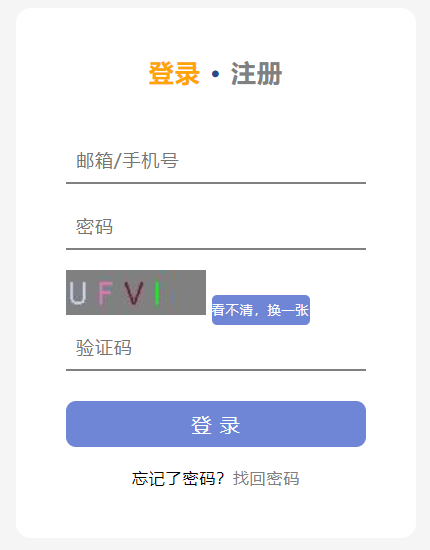 登录 • 注册
邮箱/手机号
密码
UFVI
看不清，换一张
验证码
登 录
忘记了密码？找回密码